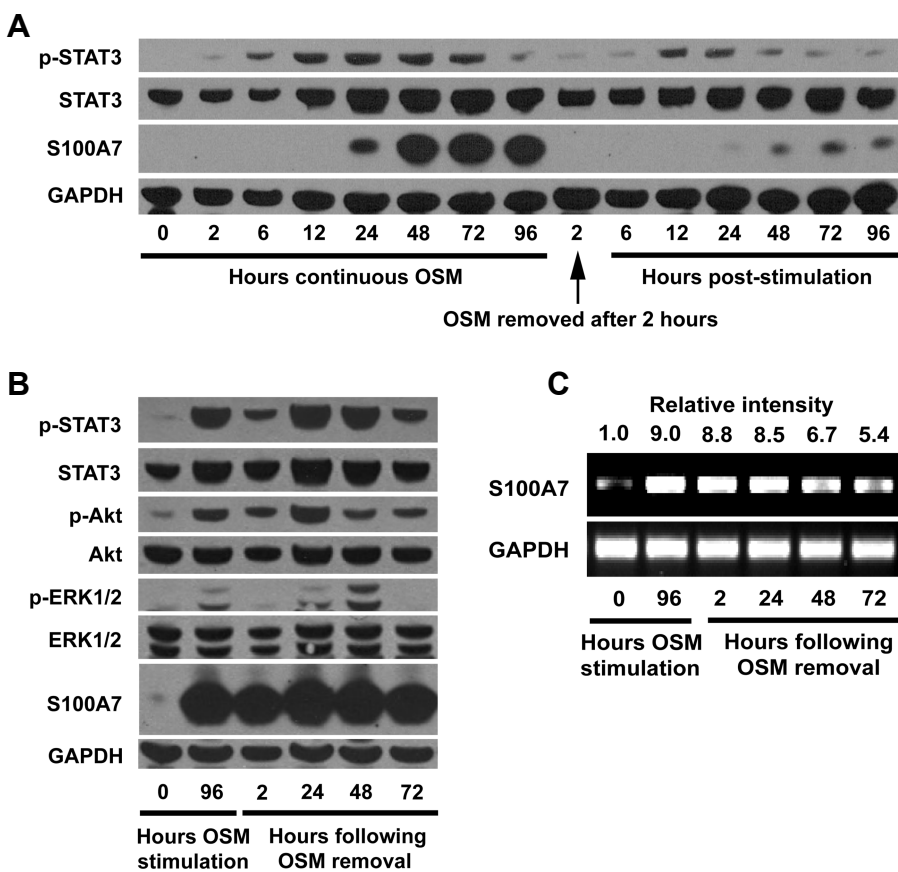 A
p-STAT3
STAT3
S100A7
GAPDH
0 2 6 12 24 48 72 96 2 6 12 24 48 72 96
Hours continuous OSM
Hours post-stimulation
OSM removed after 2 hours
B
p-STAT3
STAT3
p-Akt
Akt
p-ERK1/2
ERK1/2
S100A7
GAPDH
0 96 2 24 48 72
Hours OSM
stimulation
Hours following
OSM removal
C
Relative intensity
1.0 9.0 8.8 8.5 6.7 5.4
S100A7
GAPDH
0 96 2 24 48 72
Hours OSM
stimulation
Hours following
OSM removal